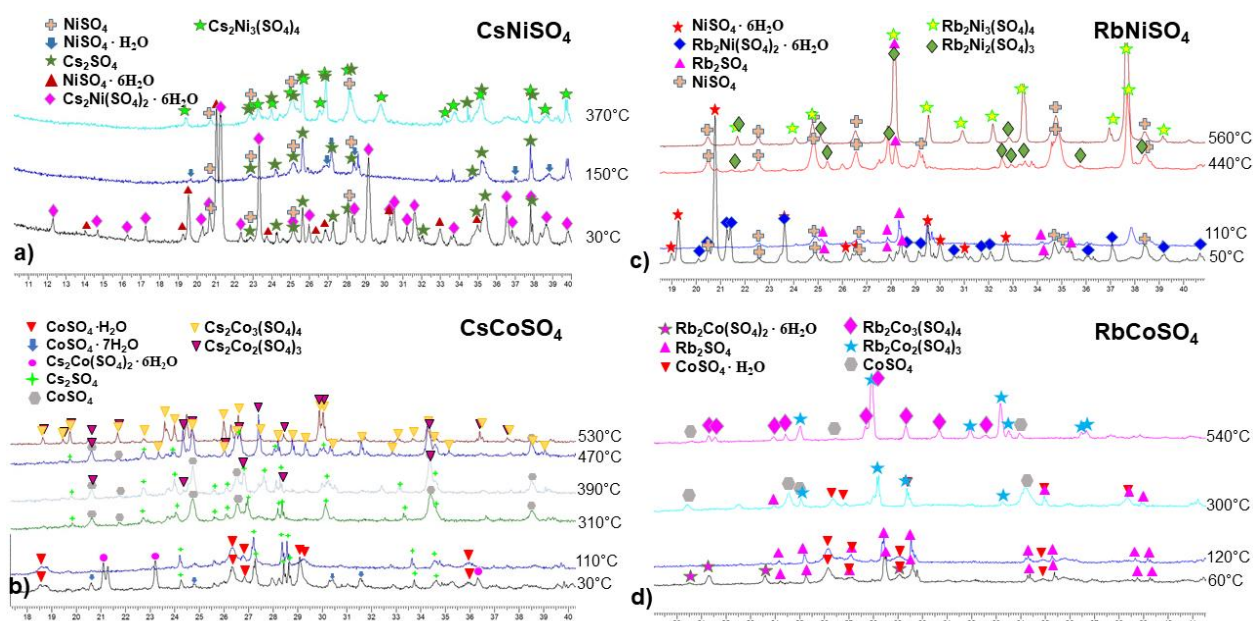 a)
CsNiSO₄
NiSO₄
NiSO₄ · H₂O
Cs₂SO₄
NiSO₄ · 6H₂O
Cs₂Ni(SO₄)₂ · 6H₂O
Cs₂Ni₃(SO₄)₄
370°C
150°C
30°C
11 12 13 14 15 16 17 18 19 20 21 22 23 24 25 26 27 28 29 30 31 32 33 34 35 36 37 38 39 40
c)
RbNiSO₄
NiSO₄ · 6H₂O
Rb₂Ni(SO₄)₂ · 6H₂O
Rb₂SO₄
NiSO₄
Rb₂Ni₃(SO₄)₄
Rb₂Ni₂(SO₄)₃
560°C
440°C
110°C
50°C
19 20 21 22 23 24 25 26 27 28 29 30 31 32 33 34 35 36 37 38 39 40
b)
CsCoSO₄
CoSO₄ ·H₂O
CoSO₄ · 7H₂O
Cs₂Co(SO₄)₂ · 6H₂O
Cs₂SO₄
CoSO₄
Cs₂Co₃(SO₄)₄
Cs₂Co₂(SO₄)₃
530°C
470°C
390°C
310°C
110°C
30°C
18 19 20 21 22 23 24 25 26 27 28 29 30 31 32 33 34 35 36 37 38 39 40
d)
RbCoSO₄
Rb₂Co(SO₄)₂ · 6H₂O
Rb₂SO₄
CoSO₄ · H₂O
Rb₂Co₃(SO₄)₄
Rb₂Co₂(SO₄)₃
CoSO₄
540°C
300°C
120°C
60°C